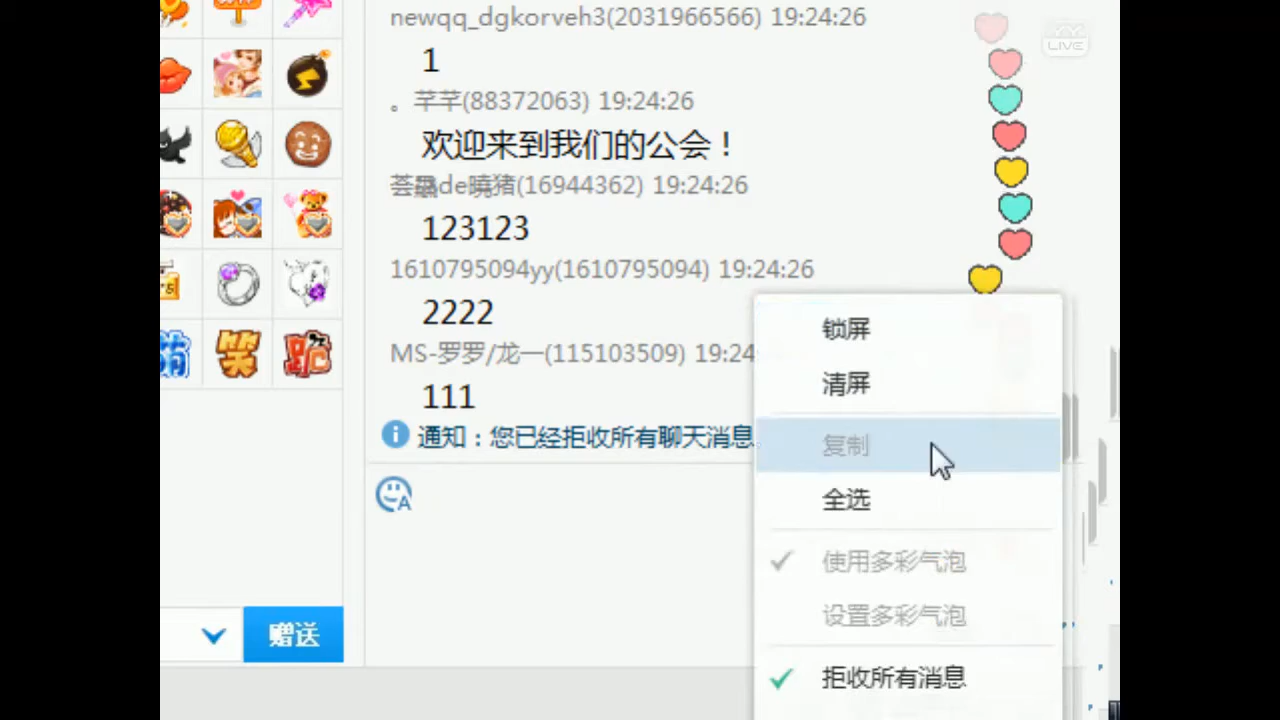 newqq_dgkorveh3(2031966566) 19:24:26
1
。芊芊(88372063) 19:24:26
欢迎来到我们的公会！
(16944362) 19:24:26
123123
1610795094yy(1610795094) 19:24:26
2222
MS-罗罗/龙一(115103509) 19:24
111
通知：您已经拒收所有聊天消息。
YY
LIVE
锁屏
清屏
复制
全选
使用多彩气泡
设置多彩气泡
拒收所有消息
萌
笑
跪
赠送